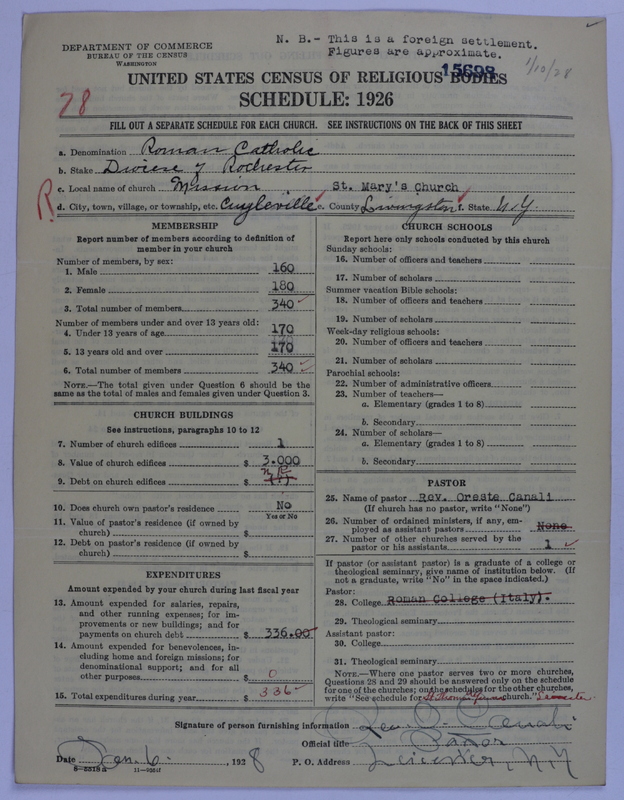 N. B.- This is a foreign settlement.
Figures are approximate.
DEPARTMENT OF COMMERCE
BUREAU OF THE CENSUS
WASHINGTON
15698
1/10/28
UNITED STATES CENSUS OF RELIGIOUS BODIES
78
SCHEDULE: 1926
FILL OUT A SEPARATE SCHEDULE FOR EACH CHURCH. SEE INSTRUCTIONS ON THE BACK OF THIS SHEET
a. Denomination Roman Catholic
b. Stake Diocese of Rochester
c. Local name of church Mission St. Mary's Church
R
d. City, town, village, or township, etc. Cuyleville e. County Livingston f. State N.Y.
MEMBERSHIP
Report number of members according to definition of
member in your church
Number of members, by sex:
1. Male 160
2. Female 180
3. Total number of members 340
Number of members under and over 13 years old:
4. Under 13 years of age 170
5. 13 years old and over 170
6. Total number of members 340
NOTE.—The total given under Question 6 should be the
same as the total of males and females given under Question 3.
CHURCH BUILDINGS
See instructions, paragraphs 10 to 12
7. Number of church edifices 1
8. Value of church edifices $ 3.000
9. Debt on church edifices $
10. Does church own pastor's residence No
Yes or No
11. Value of pastor's residence (if owned by
church) $
12. Debt on pastor's residence (if owned by
church) $
EXPENDITURES
Amount expended by your church during last fiscal year
13. Amount expended for salaries, repairs,
and other running expenses; for im-
provements or new buildings; and for
payments on church debt $ 336.00
14. Amount expended for benevolences, in-
cluding home and foreign missions; for
denominational support; and for all
other purposes $ 0
15. Total expenditures during year $ 336
CHURCH SCHOOLS
Report here only schools conducted by this church
Sunday schools:
16. Number of officers and teachers
17. Number of scholars
Summer vacation Bible schools:
18. Number of officers and teachers
19. Number of scholars
Week-day religious schools:
20. Number of officers and teachers
21. Number of scholars
Parochial schools:
22. Number of administrative officers
23. Number of teachers—
a. Elementary (grades 1 to 8)
b. Secondary
24. Number of scholars—
a. Elementary (grades 1 to 8)
b. Secondary
PASTOR
25. Name of pastor Rev. Oreste Canali
(If church has no pastor, write "None")
26. Number of ordained ministers, if any, em-
ployed as assistant pastors None
27. Number of other churches served by the
pastor or his assistants 1
If pastor (or assistant pastor) is a graduate of a college or
theological seminary, give name of institution below. (If
not a graduate, write "No" in the space indicated.)
Pastor:
28. College Roman College (Italy).
29. Theological seminary
Assistant pastor:
30. College
31. Theological seminary
NOTE.—Where one pastor serves two or more churches,
Questions 28 and 29 should be answered only on the schedule
for one of the churches; on the schedules for the other churches,
write "See schedule for St. Thomas Aquinas church." Leicester
Signature of person furnishing information Rev. O. Canali
Official title Pastor
Date Jan. 6. , 1928 P. O. Address Leicester, N.Y
11—9364f